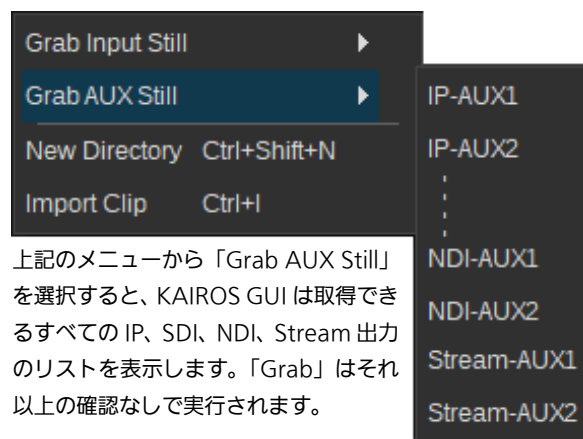 Grab Input Still
Grab AUX Still
New Directory Ctrl+Shift+N
Import Clip Ctrl+I
IP-AUX1
IP-AUX2
NDI-AUX1
NDI-AUX2
Stream-AUX1
Stream-AUX2
上記のメニューから「Grab AUX Still」
を選択すると、KAIROS GUI は取得でき
るすべての IP、SDI、NDI、Stream 出力
のリストを表示します。「Grab」はそれ
以上の確認なしで実行されます。